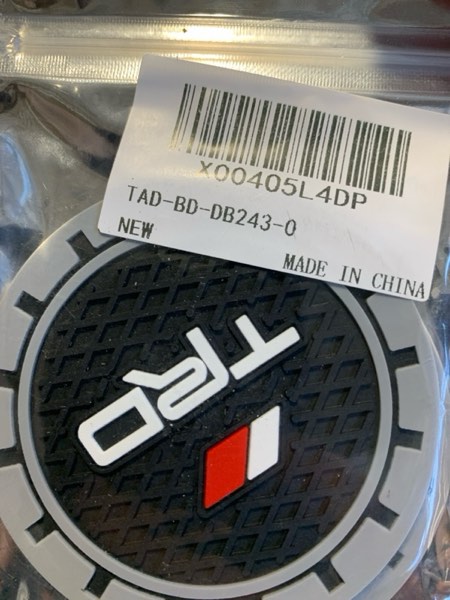 X00405L4DP
TAD-BD-DB243-0
NEW
MADE IN CHINA
TRD